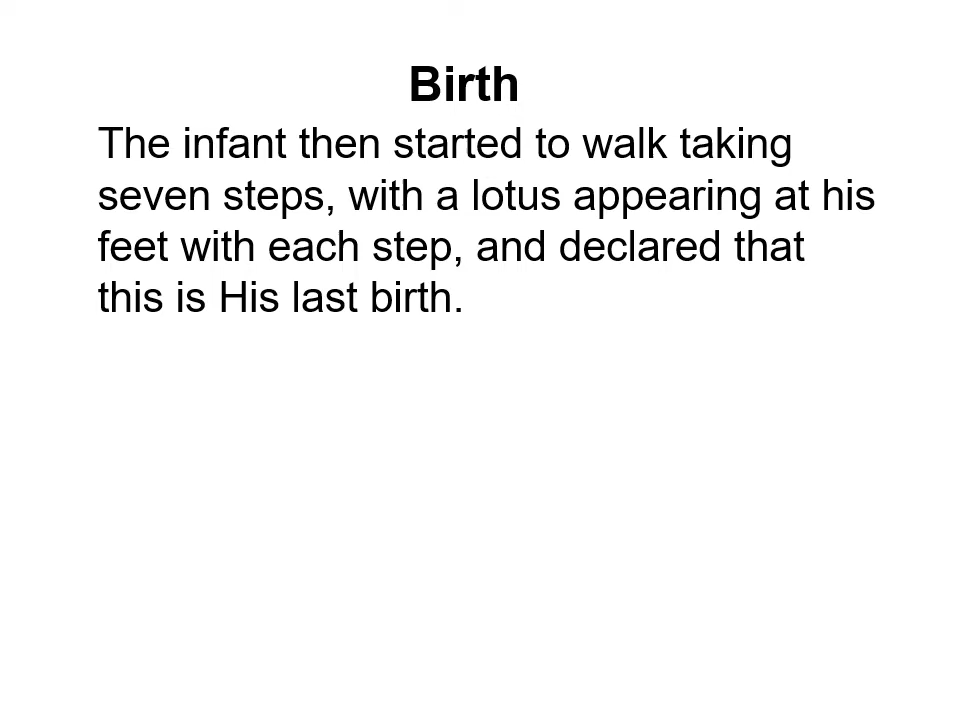 Birth
The infant then started to walk taking
seven steps, with a lotus appearing at his
feet with each step, and declared that
this is His last birth.